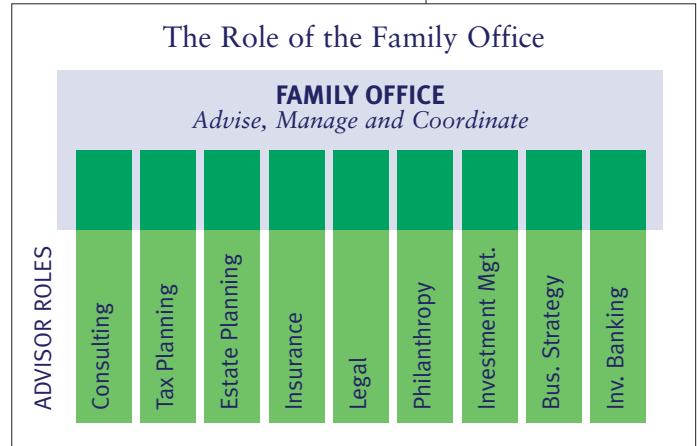 The Role of the Family Office
FAMILY OFFICE
Advise, Manage and Coordinate
ADVISOR ROLES
Consulting
Tax Planning
Estate Planning
Insurance
Legal
Philanthropy
Investment Mgt.
Bus. Strategy
Inv. Banking